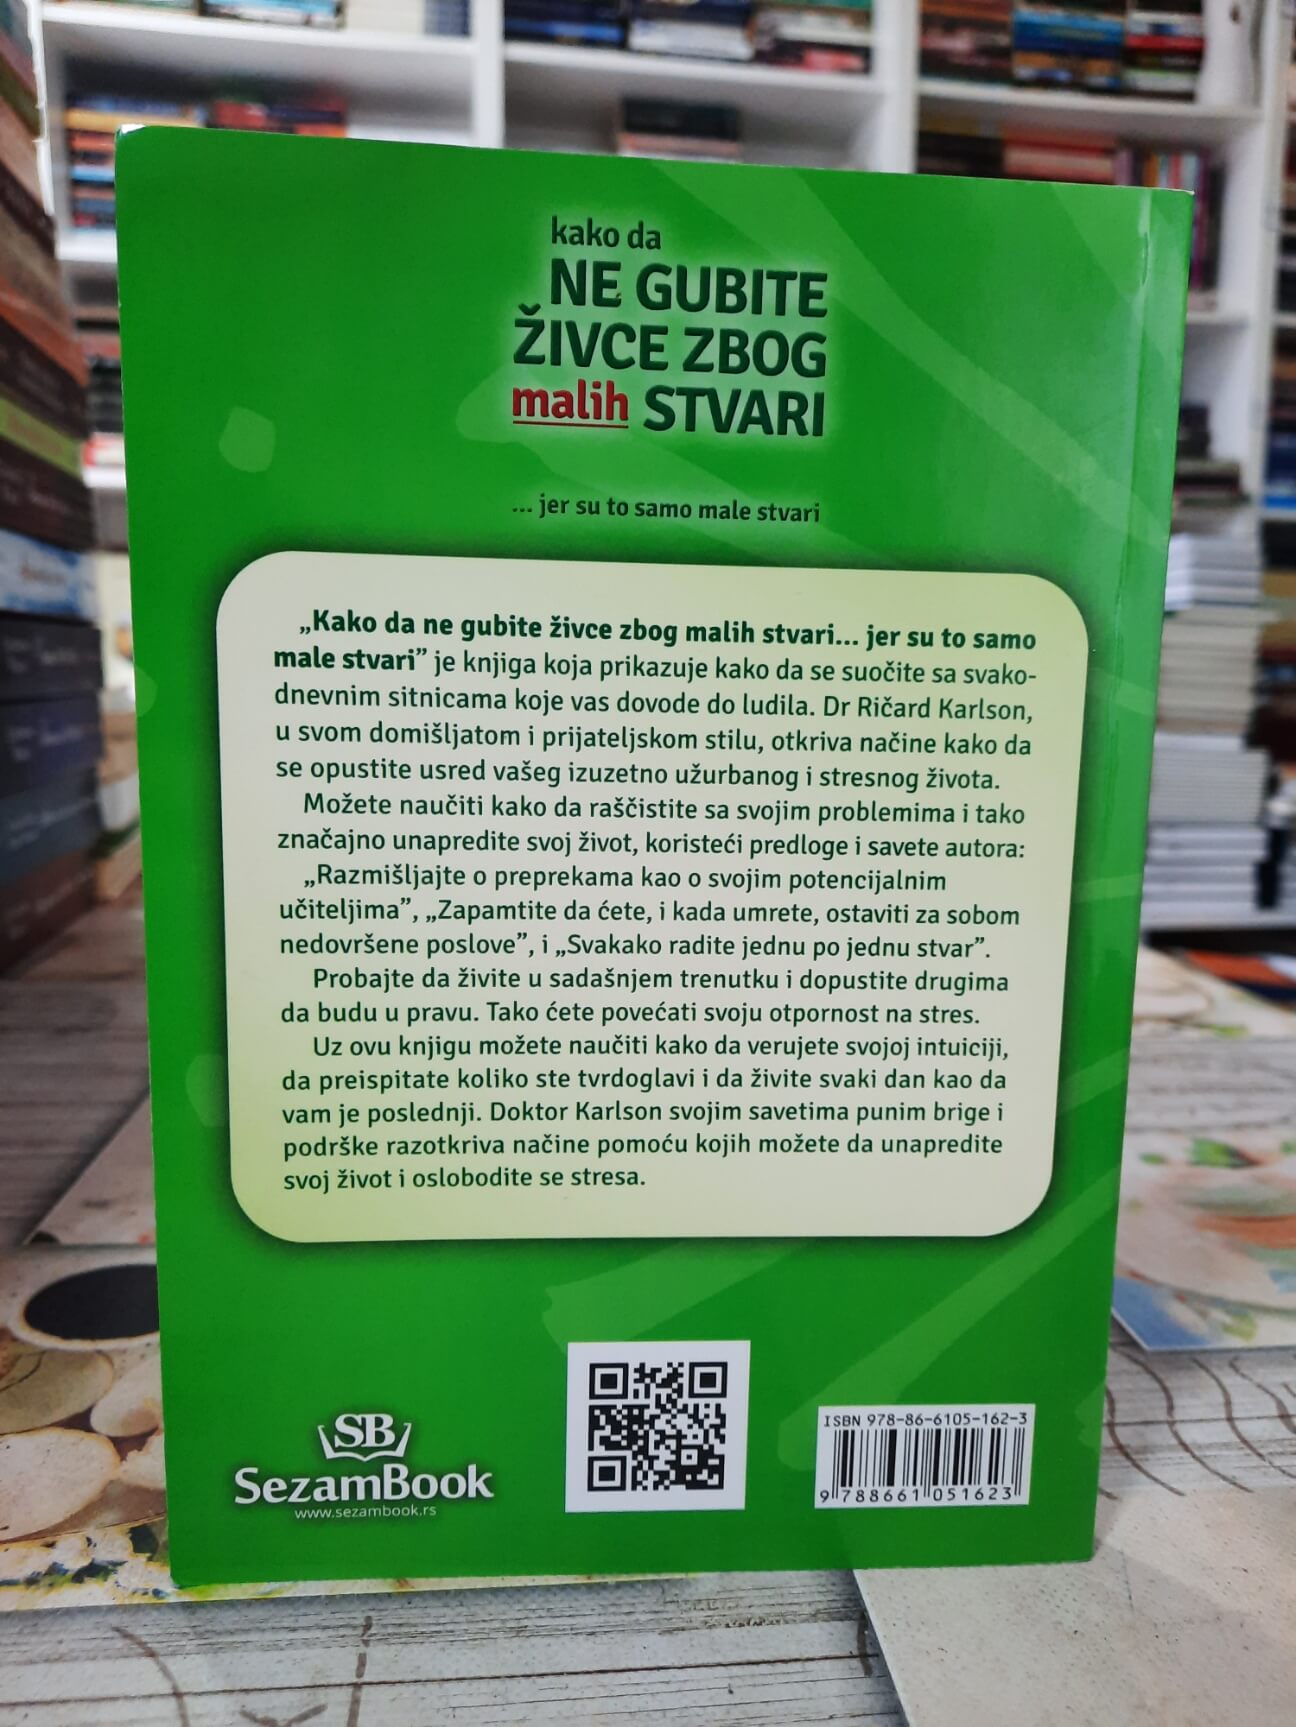 kako da
NE GUBITE
ŽIVCE ZBOG
malih STVARI
... jer su to samo male stvari
„Kako da ne gubite živce zbog malih stvari... jer su to samo
male stvari” je knjiga koja prikazuje kako da se suočite sa svako-
dnevnim sitnicama koje vas dovode do ludila. Dr Ričard Karlson,
u svom domišljatom i prijateljskom stilu, otkriva načine kako da
se opustite usred vašeg izuzetno užurbanog i stresnog života.
Možete naučiti kako da raščistite sa svojim problemima i tako
značajno unapredite svoj život, koristeći predloge i savete autora:
„Razmišljajte o preprekama kao o svojim potencijalnim
učiteljima”, „Zapamtite da ćete, i kada umrete, ostaviti za sobom
nedovršene poslove”, i „Svakako radite jednu po jednu stvar”.
Probajte da živite u sadašnjem trenutku i dopustite drugima
da budu u pravu. Tako ćete povećati svoju otpornost na stres.
Uz ovu knjigu možete naučiti kako da verujete svojoj intuiciji,
da preispitate koliko ste tvrdoglavi i da živite svaki dan kao da
vam je poslednji. Doktor Karlson svojim savetima punim brige i
podrške razotkriva načine pomoću kojih možete da unapredite
svoj život i oslobodite se stresa.
SB
SezamBook
www.sezambook.rs
ISBN 978-86-6105-162-3
9 788661 051623